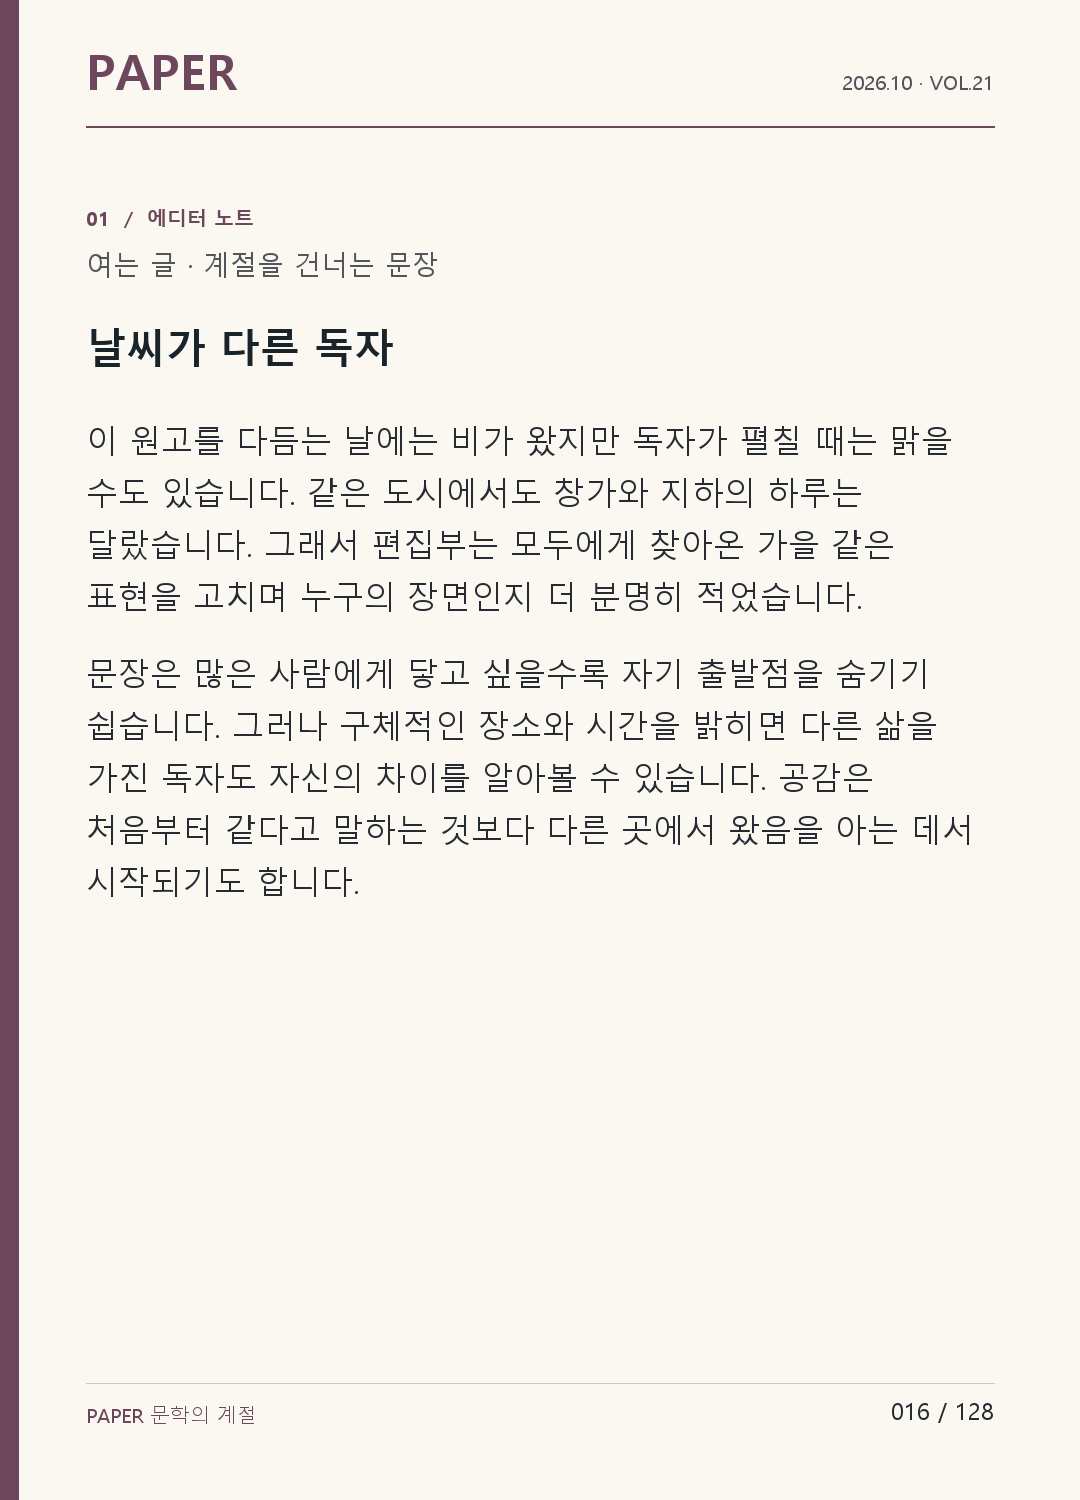 PAPER
2026.10 · VOL.21
01 / 에디터 노트
여는 글 · 계절을 건너는 문장
날씨가 다른 독자
이 원고를 다듬는 날에는 비가 왔지만 독자가 펼칠 때는 맑을
수도 있습니다. 같은 도시에서도 창가와 지하의 하루는
달랐습니다. 그래서 편집부는 모두에게 찾아온 가을 같은
표현을 고치며 누구의 장면인지 더 분명히 적었습니다.
문장은 많은 사람에게 닿고 싶을수록 자기 출발점을 숨기기
쉽습니다. 그러나 구체적인 장소와 시간을 밝히면 다른 삶을
가진 독자도 자신의 차이를 알아볼 수 있습니다. 공감은
처음부터 같다고 말하는 것보다 다른 곳에서 왔음을 아는 데서
시작되기도 합니다.
PAPER 문학의 계절
016 / 128